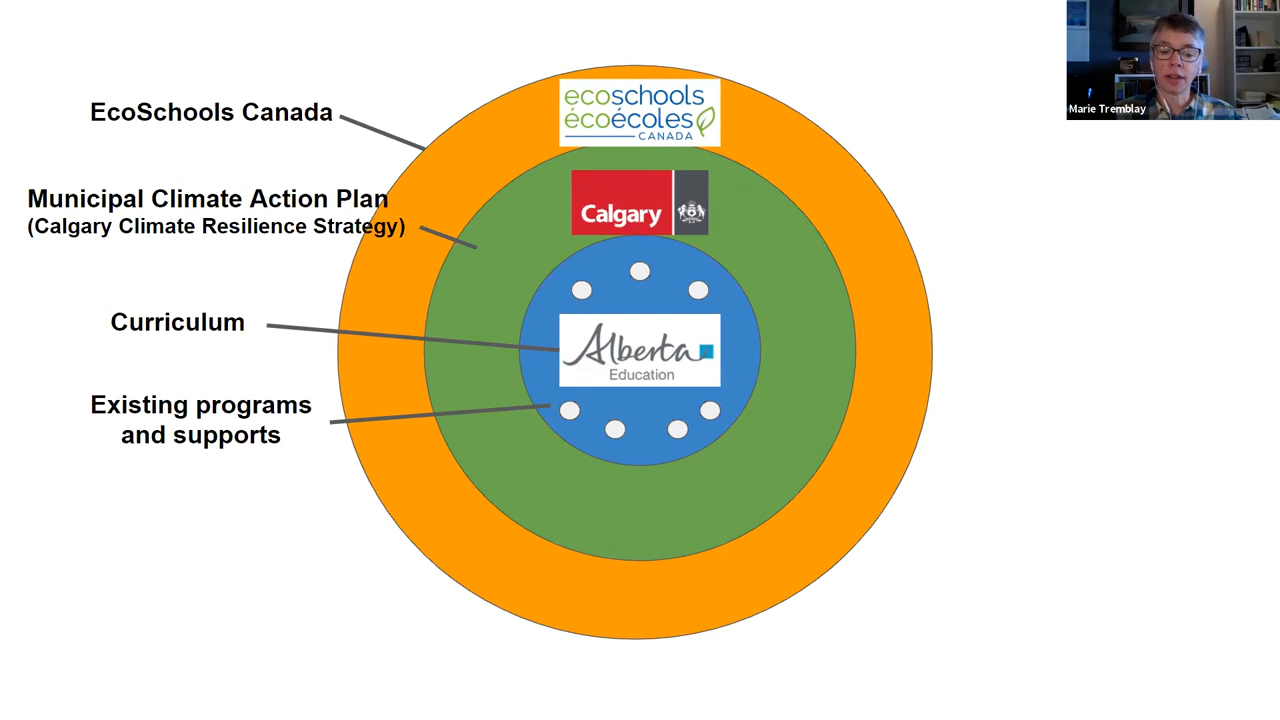 EcoSchools Canada
ecoschools
écoécoles
CANADA
Marie Tremblay
Municipal Climate Action Plan
(Calgary Climate Resilience Strategy)
Calgary
Curriculum
Alberta
Education
Existing programs
and supports